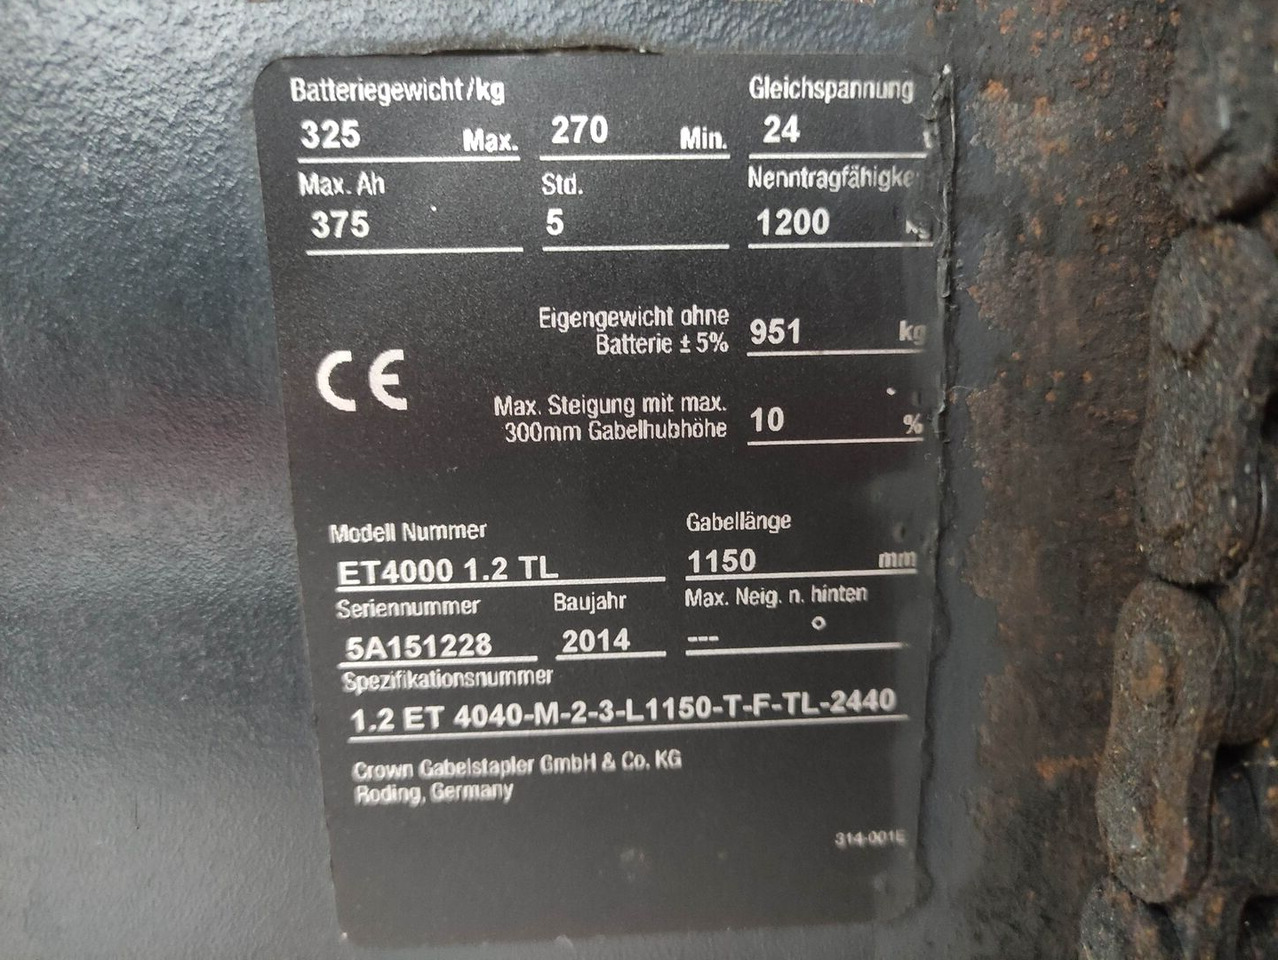 Batteriegewicht/kg Gleichspannung
325 Max. 270 Min. 24
Max. Ah Std.
375 5 1200 kg
Eigengewicht ohne
Batterie ± 5% 951 kg
CE
Max. Steigung mit max.
300mm Gabelhubhöhe 10 %
Modell Nummer Gabellänge
ET4000 1.2 TL 1150 mm
Seriennummer Baujahr Max. Neig. n. hinten
5A151228 2014 --- °
Spezifikationsnummer
1.2 ET 4040-M-2-3-L1150-T-F-TL-2440
Crown Gabelstapler GmbH & Co. KG
Roding, Germany
314-001E